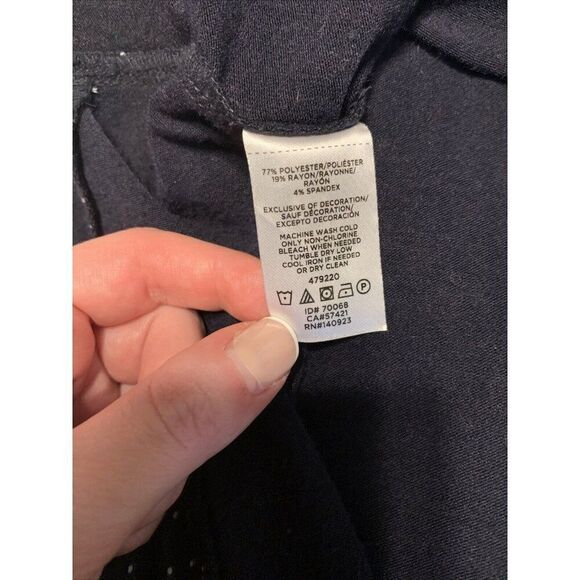 77% POLYESTER/POLIÉSTER
19% RAYON/RAYONNE/
RAYÓN
4% SPANDEX
EXCLUSIVE OF DECORATION/
SAUF DÉCORATION/
EXCEPTO DECORACIÓN
MACHINE WASH COLD
ONLY NON-CHLORINE
BLEACH WHEN NEEDED
TUMBLE DRY LOW
COOL IRON IF NEEDED
OR DRY CLEAN
479220
P
ID# 70068
CA#57421
RN#140923